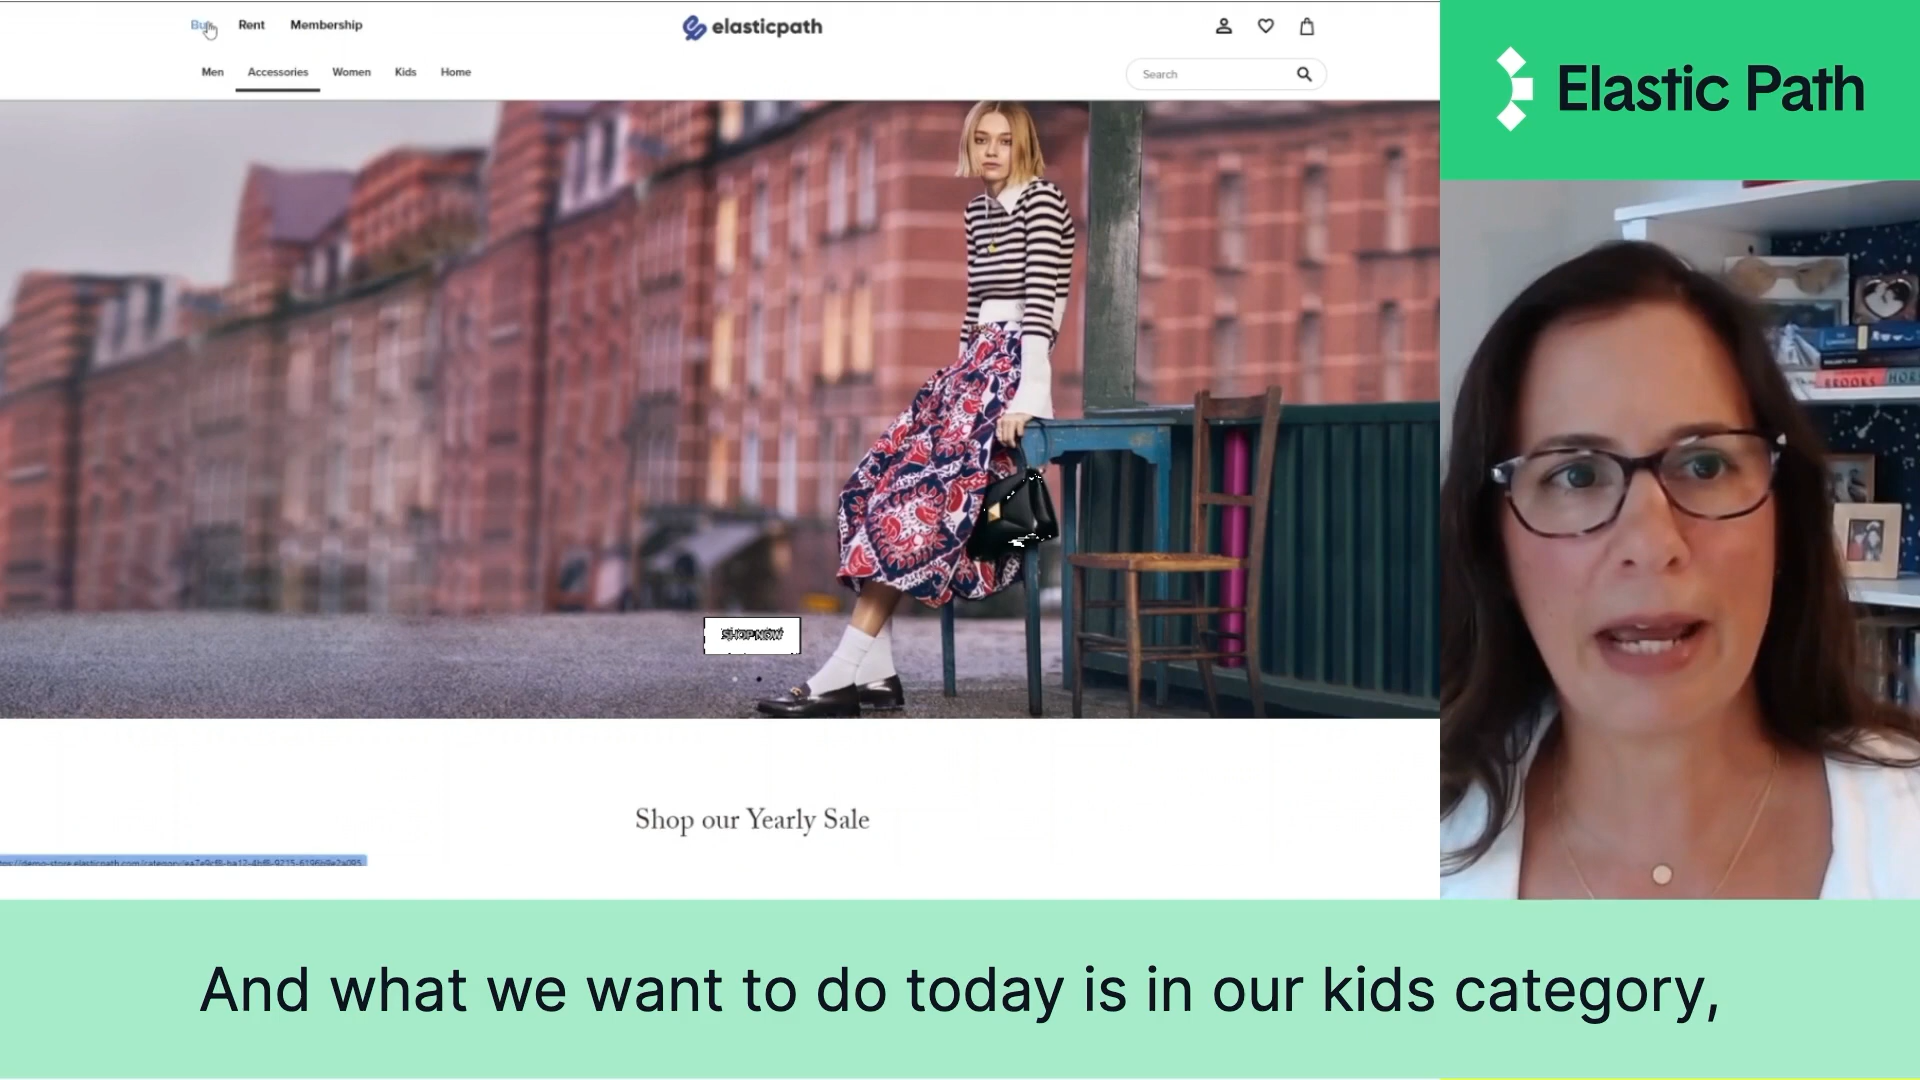 Rent Membership
elasticpath
Men Accessories Women Kids Home
Search
Elastic Path
BROOKS
SHOP NOW
Shop our Yearly Sale
And what we want to do today is in our kids category,